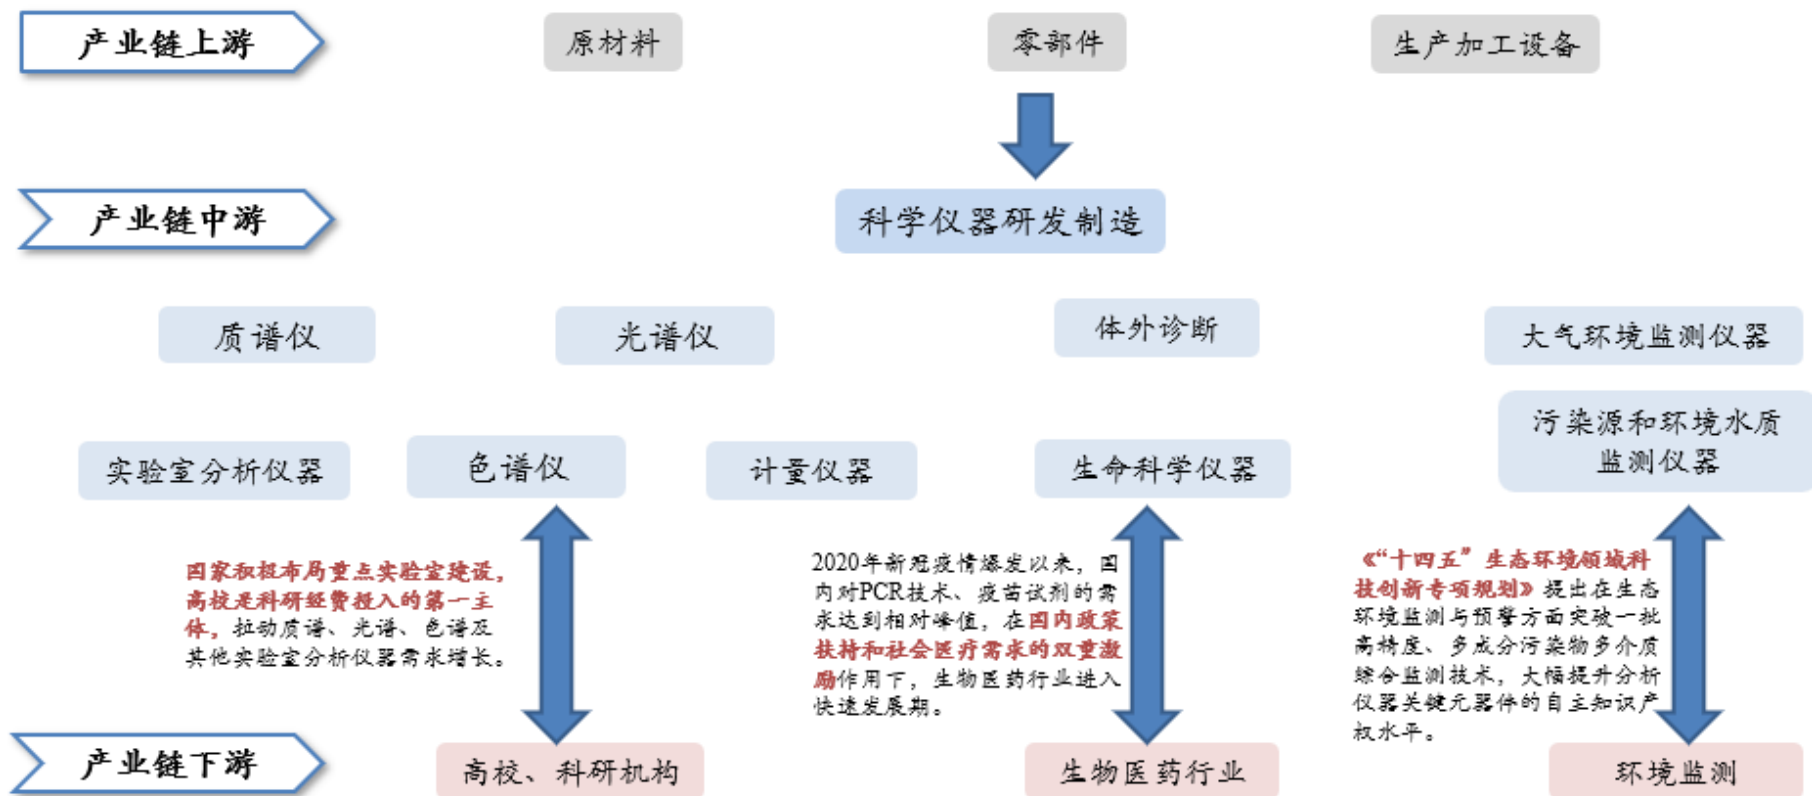 产业链上游
原材料
零部件
生产加工设备
产业链中游
科学仪器研发制造
质谱仪
光谱仪
体外诊断
大气环境监测仪器
实验室分析仪器
色谱仪
计量仪器
生命科学仪器
污染源和环境水质
监测仪器
国家积极布局重点实验室建设，
高校是科研经费投入的第一主
体，拉动质谱、光谱、色谱及
其他实验室分析仪器需求增长。
2020年新冠疫情爆发以来，国
内对PCR技术、疫苗试剂的需
求达到相对峰值，在国内政策
扶持和社会医疗需求的双重激
励作用下，生物医药行业进入
快速发展期。
《“十四五”生态环境领域科
技创新专项规划》提出在生态
环境监测与预警方面突破一批
高精度、多成分污染物多介质
综合监测技术，大幅提升分析
仪器关键元器件的自主知识产
权水平。
产业链下游
高校、科研机构
生物医药行业
环境监测